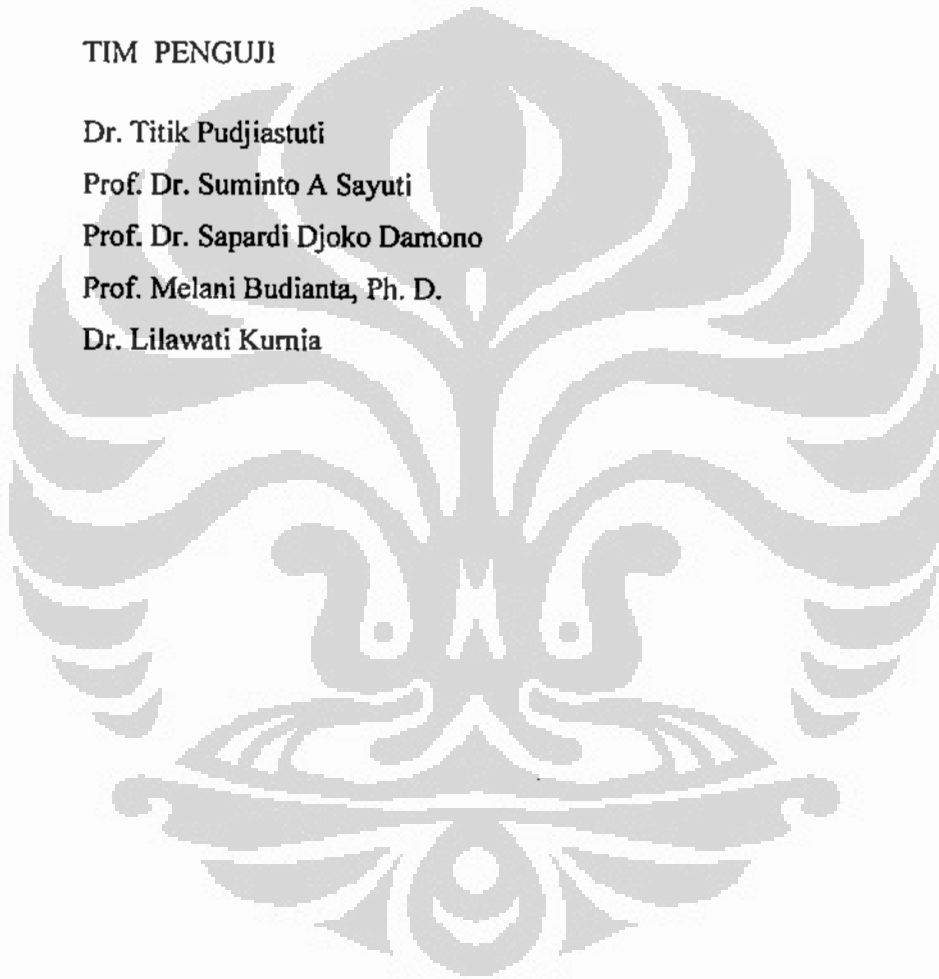 TIM PENGUJI
Dr. Titik Pudjiastuti
Prof. Dr. Suminto A Sayuti
Prof. Dr. Sapardi Djoko Damono
Prof. Melani Budianta, Ph. D.
Dr. Lilawati Kurnia